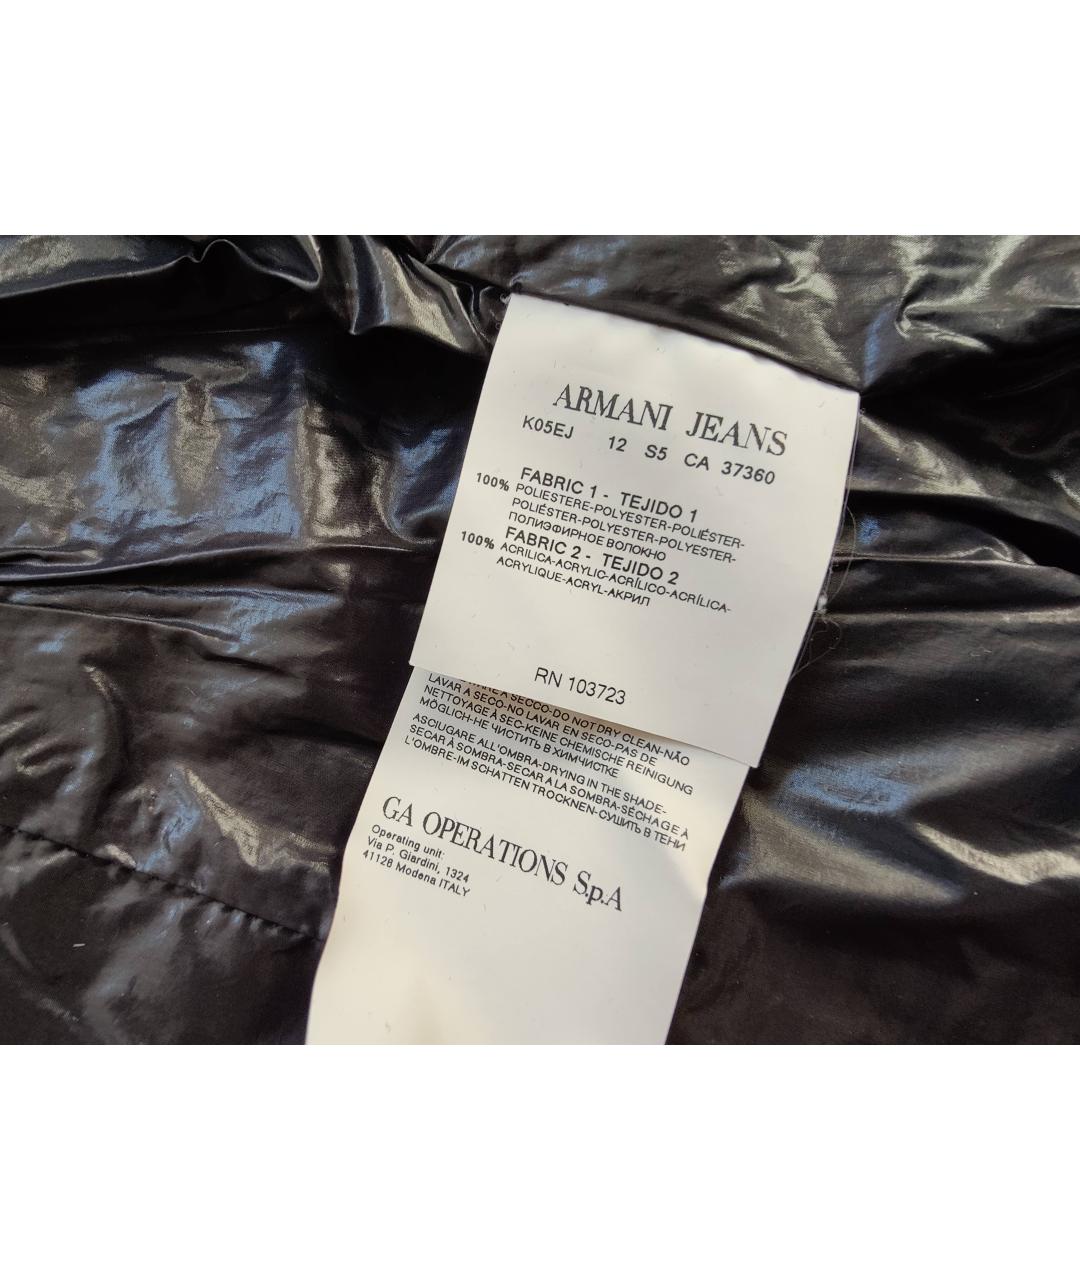 ARMANI JEANS
K05EJ 12 S5 CA 37360
FABRIC 1 - TEJIDO 1
100% POLIESTERE-POLYESTER-POLIÉSTER-
POLIÉSTER-POLYESTER-POLYESTER-
ПОЛИЭФИРНОЕ ВОЛОКНО
FABRIC 2 - TEJIDO 2
100% ACRILICA-ACRYLIC-ACRÍLICO-ACRÍLICA-
ACRYLIQUE-ACRYL-АКРИЛ
RN 103723
A SECCO-DO NOT DRY CLEAN-NÃO
LAVAR A SECO-NO LAVAR EN SECO-PAS DE
NETTOYAGE À SEC-KEINE CHEMISCHE REINIGUNG
MÖGLICH-НЕ ЧИСТИТЬ В ХИМЧИСТКЕ
ASCIUGARE ALL'OMBRA-DRYING IN THE SHADE-
SECAR À SOMBRA-SECAR A LA SOMBRA-SÉCHAGE À
L'OMBRE-IM SCHATTEN TROCKNEN-СУШИТЬ В ТЕНИ
GA OPERATIONS S.p.A
Operating unit:
Via P. Giardini, 1324
41126 Modena ITALY